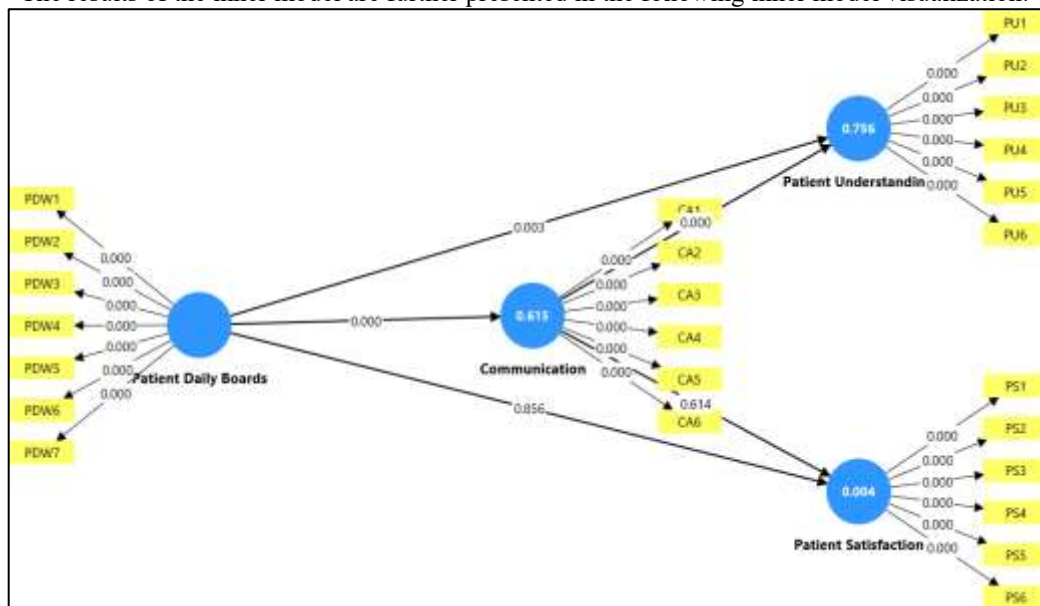 The results of the inner model are further presented in the following inner model visualization:
PU1
PU2
PU3
PU4
PU5
PU6
0.000
0.000
0.000
0.000
0.000
0.000
0.756
Patient Understandin
PDW1
PDW2
PDW3
PDW4
PDW5
PDW6
PDW7
0.000
0.000
0.000
0.000
0.000
0.000
0.000
Patient Daily Boards
0.003
0.000
0.856
CA1
CA2
CA3
CA4
CA5
CA6
0.000
0.000
0.000
0.000
0.000
0.000
0.000
0.614
0.615
Communication
PS1
PS2
PS3
PS4
PS5
PS6
0.000
0.000
0.000
0.000
0.000
0.000
0.004
Patient Satisfaction